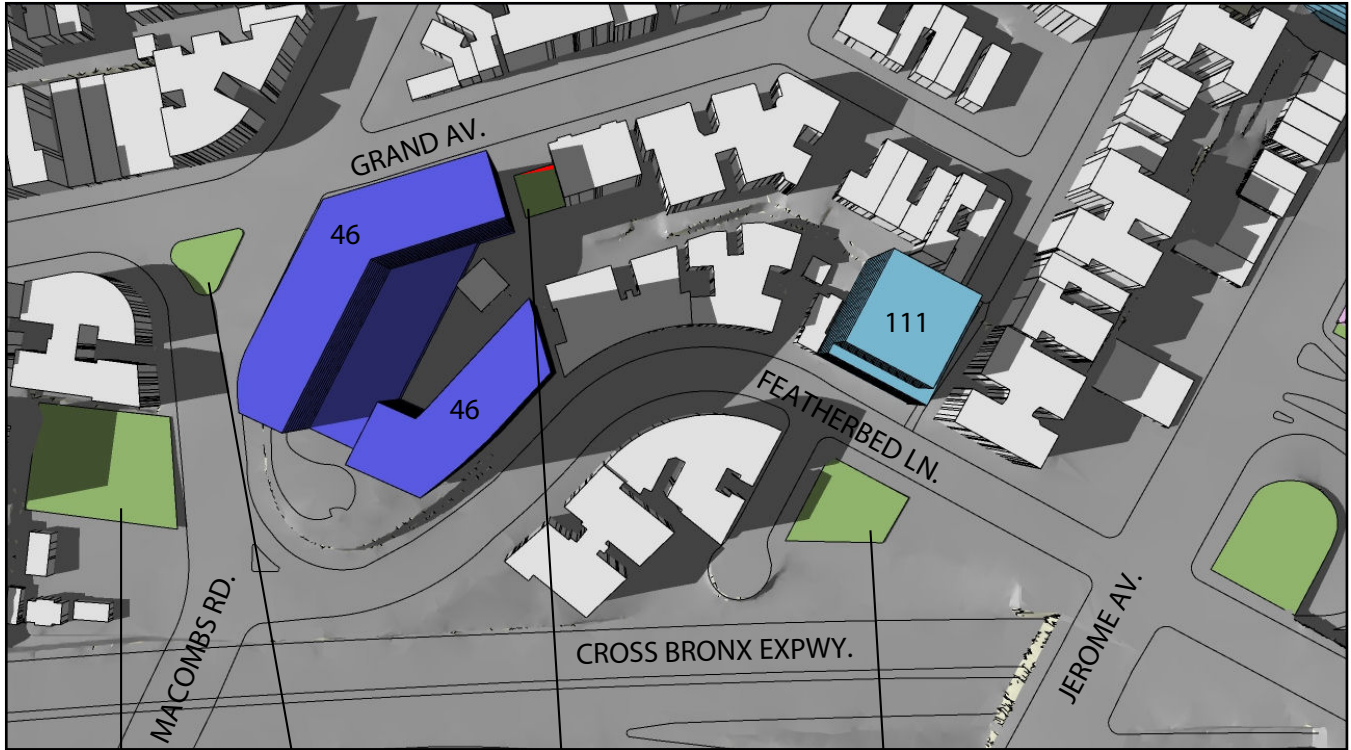 GRAND AV.
46
111
46
FEATHERBED LN.
MACOMBS RD.
CROSS BRONX EXPWY.
JEROME AV.